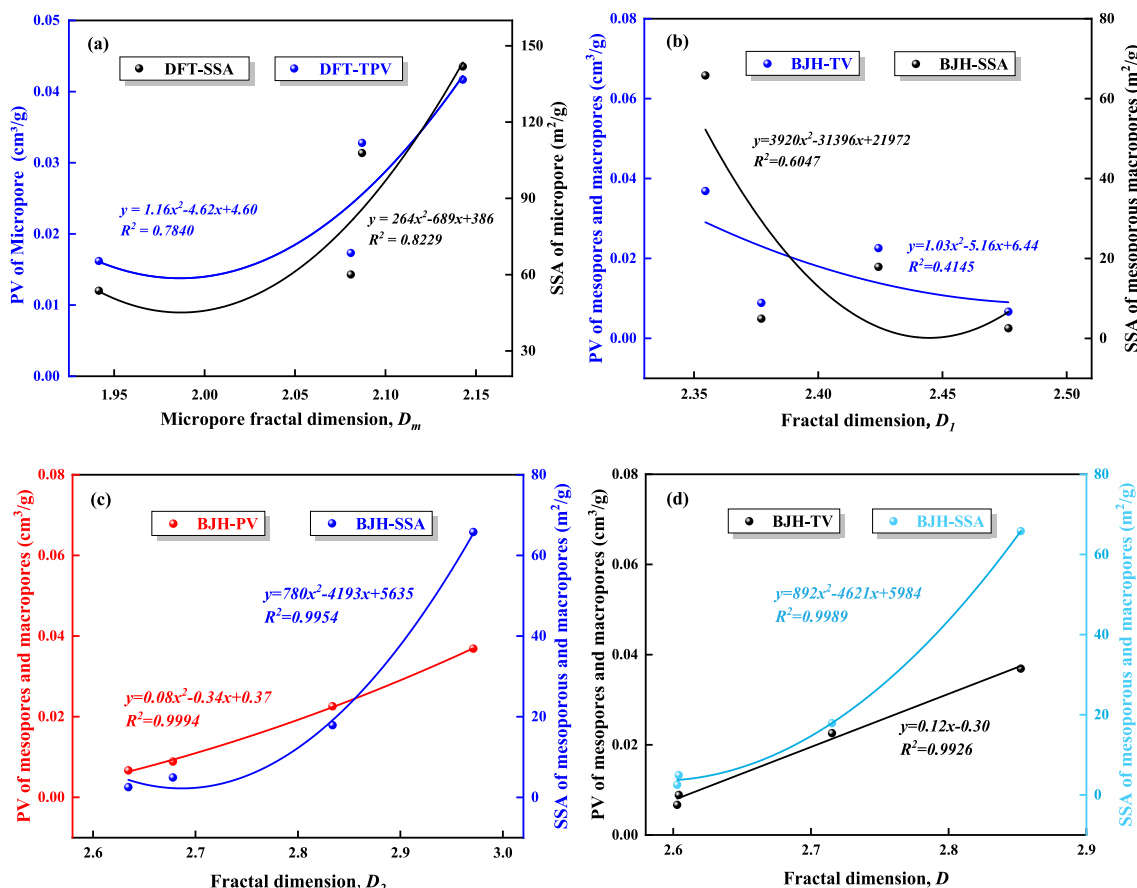 (a)
DFT-SSA
DFT-TPV
y = 1.16x²-4.62x+4.60
R² = 0.7840
y = 264x²-689x+386
R² = 0.8229
0.05
0.04
0.03
0.02
0.01
0.00
PV of Micropore (cm³/g)
150
120
90
60
30
SSA of micropore (m²/g)
1.95
2.00
2.05
2.10
2.15
Micropore fractal dimension, Dₘ
(b)
BJH-TV
BJH-SSA
y=3920x²-31396x+21972
R²=0.6047
y=1.03x²-5.16x+6.44
R²=0.4145
0.08
0.06
0.04
0.02
0.00
PV of mesopores and macropores (cm³/g)
80
60
40
20
0
SSA of mesoporous macropores (m²/g)
2.35
2.40
2.45
2.50
Fractal dimension, D₁
(c)
BJH-PV
BJH-SSA
y=780x²-4193x+5635
R²=0.9954
y=0.08x²-0.34x+0.37
R²=0.9994
0.08
0.06
0.04
0.02
0.00
PV of mesopores and macropores (cm³/g)
80
60
40
20
0
SSA of mesoporous and macropores (m²/g)
2.6
2.7
2.8
2.9
3.0
Fractal dimension, D₂
(d)
BJH-TV
BJH-SSA
y=892x²-4621x+5984
R²=0.9989
y=0.12x-0.30
R²=0.9926
0.08
0.06
0.04
0.02
0.00
PV of mesopores and macropores (cm³/g)
80
60
40
20
0
SSA of mesoporous and macropores (m²/g)
2.6
2.7
2.8
2.9
Fractal dimension, D